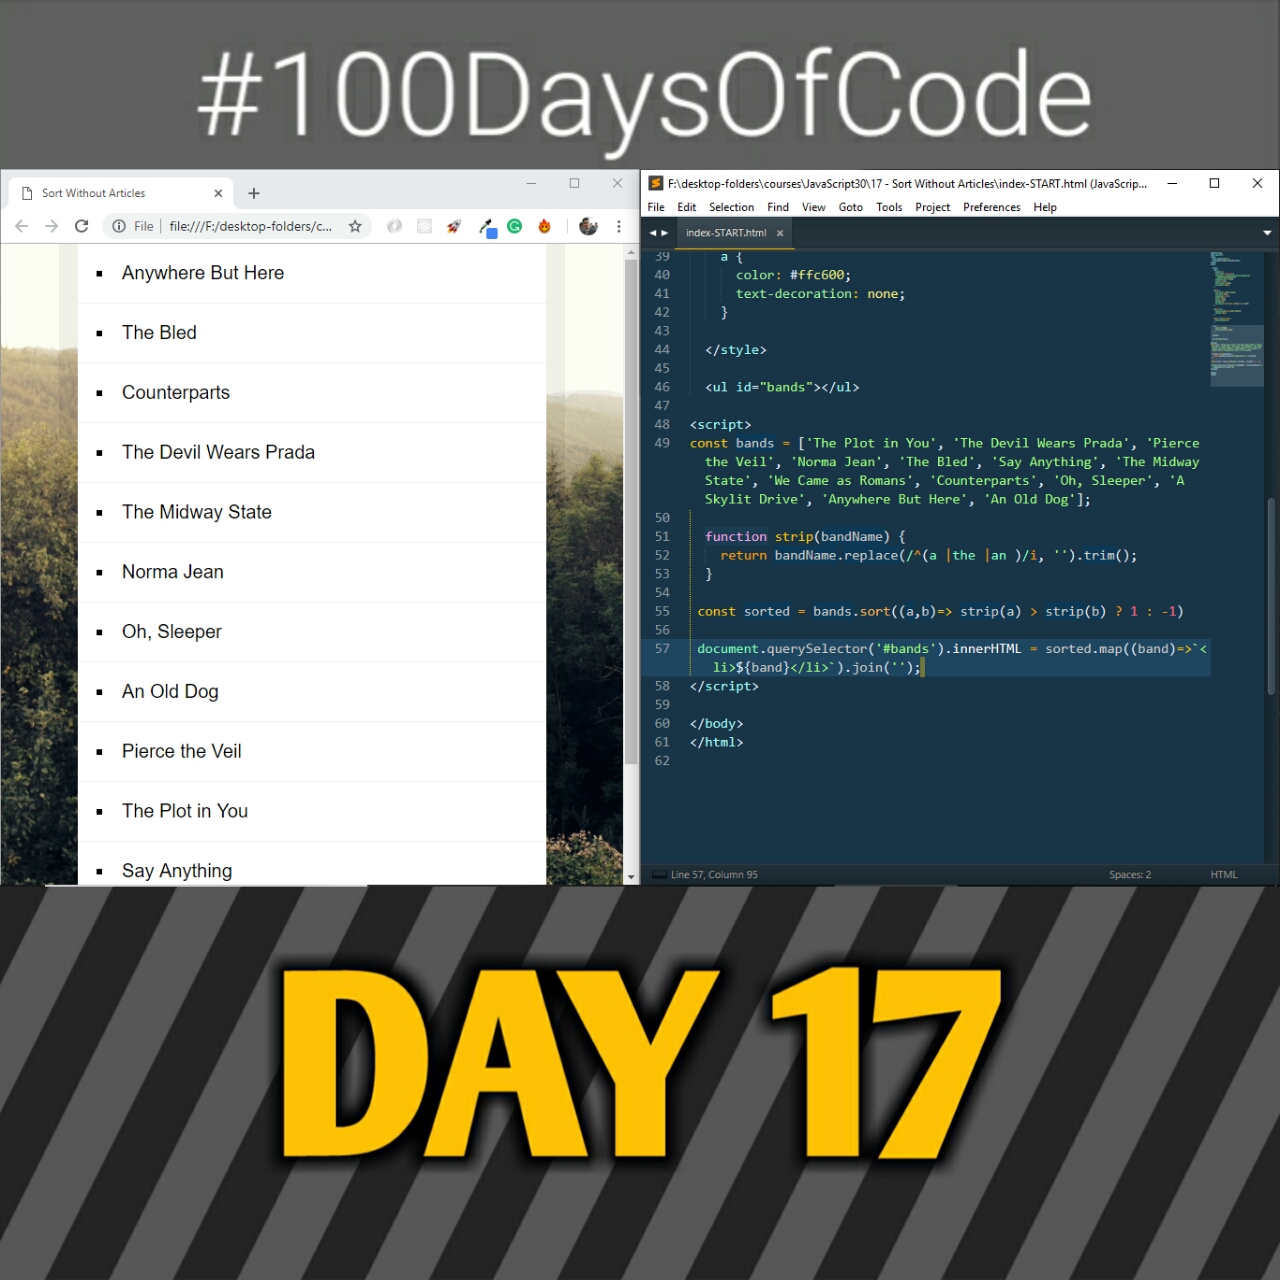 #100DaysOfCode
Sort Without Articles
File
file:///F:/desktop-folders/c...
Anywhere But Here
The Bled
Counterparts
The Devil Wears Prada
The Midway State
Norma Jean
Oh, Sleeper
An Old Dog
Pierce the Veil
The Plot in You
Say Anything
F:\desktop-folders\courses\JavaScript30\17 - Sort Without Articles\index-START.html (JavaScrip...
File Edit Selection Find View Goto Tools Project Preferences Help
index-START.html
39 a {
40 color: #ffc600;
41 text-decoration: none;
42 }
43
44 </style>
45
46 <ul id="bands"></ul>
47
48 <script>
49 const bands = ['The Plot in You', 'The Devil Wears Prada', 'Pierce
the Veil', 'Norma Jean', 'The Bled', 'Say Anything', 'The Midway
State', 'We Came as Romans', 'Counterparts', 'Oh, Sleeper', 'A
Skylit Drive', 'Anywhere But Here', 'An Old Dog'];
50
51 function strip(bandName) {
52 return bandName.replace(/^(a |the |an )/i, '').trim();
53 }
54
55 const sorted = bands.sort((a,b)=> strip(a) > strip(b) ? 1 : -1)
56
57 document.querySelector('#bands').innerHTML = sorted.map((band)=>`<
li>${band}</li>`).join('');
58 </script>
59
60 </body>
61 </html>
62
Line 57, Column 95
Spaces: 2
HTML
DAY 17